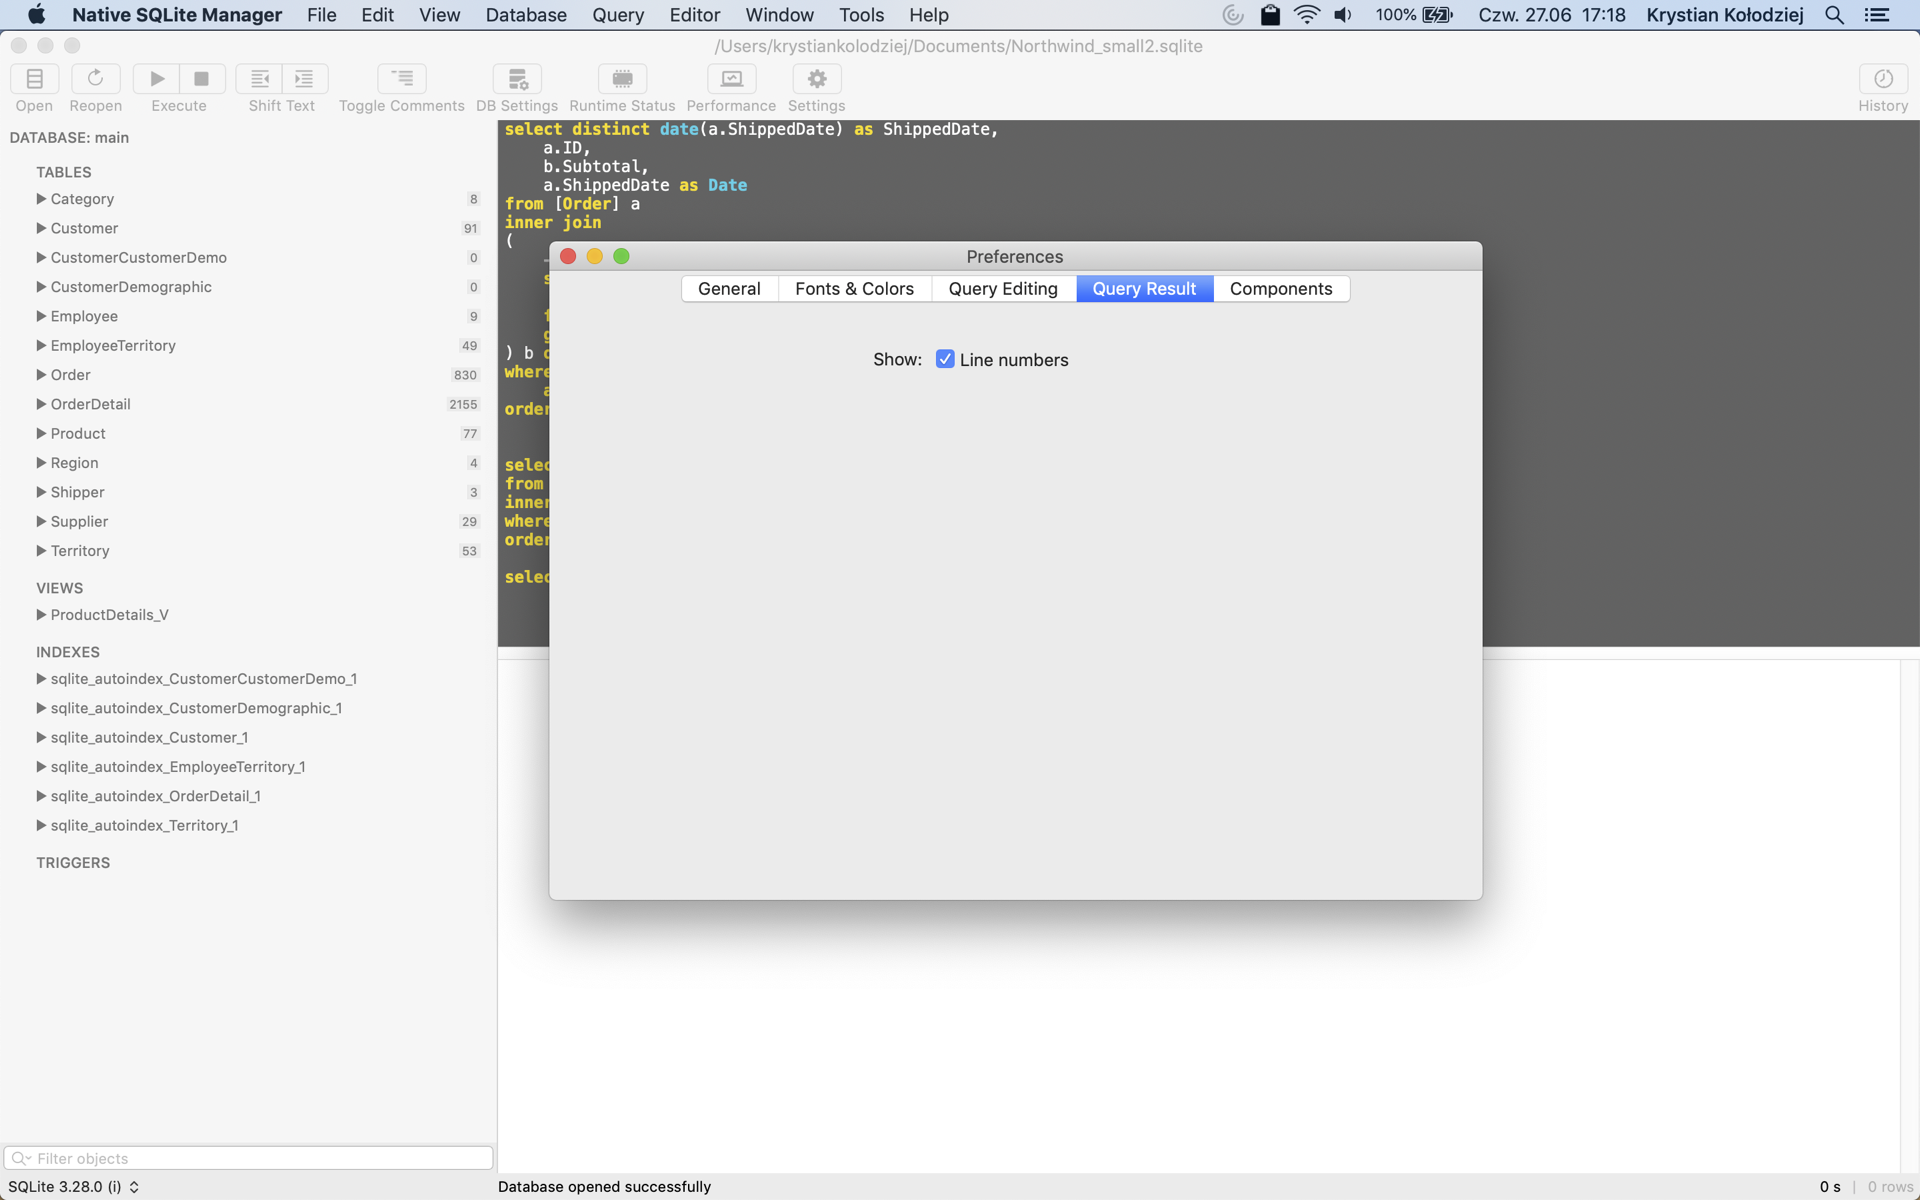 Native SQLite Manager File Edit View Database Query Editor Window Tools Help 100% Czw. 27.06 17:18 Krystian Kołodziej
/Users/krystiankolodziej/Documents/Northwind_small2.sqlite
Open Reopen Execute Shift Text Toggle Comments DB Settings Runtime Status Performance Settings History
DATABASE: main
TABLES
Category 8
Customer 91
CustomerCustomerDemo 0
CustomerDemographic 0
Employee 9
EmployeeTerritory 49
Order 830
OrderDetail 2155
Product 77
Region 4
Shipper 3
Supplier 29
Territory 53
VIEWS
ProductDetails_V
INDEXES
sqlite_autoindex_CustomerCustomerDemo_1
sqlite_autoindex_CustomerDemographic_1
sqlite_autoindex_Customer_1
sqlite_autoindex_EmployeeTerritory_1
sqlite_autoindex_OrderDetail_1
sqlite_autoindex_Territory_1
TRIGGERS
Filter objects
SQLite 3.28.0 (i)
select distinct date(a.ShippedDate) as ShippedDate,
a.ID,
b.Subtotal,
a.ShippedDate as Date
from [Order] a
inner join
(
) b
where
order
selec
from
inner
where
order
selec
Preferences
General Fonts & Colors Query Editing Query Result Components
Show: Line numbers
Database opened successfully
0 s | 0 rows